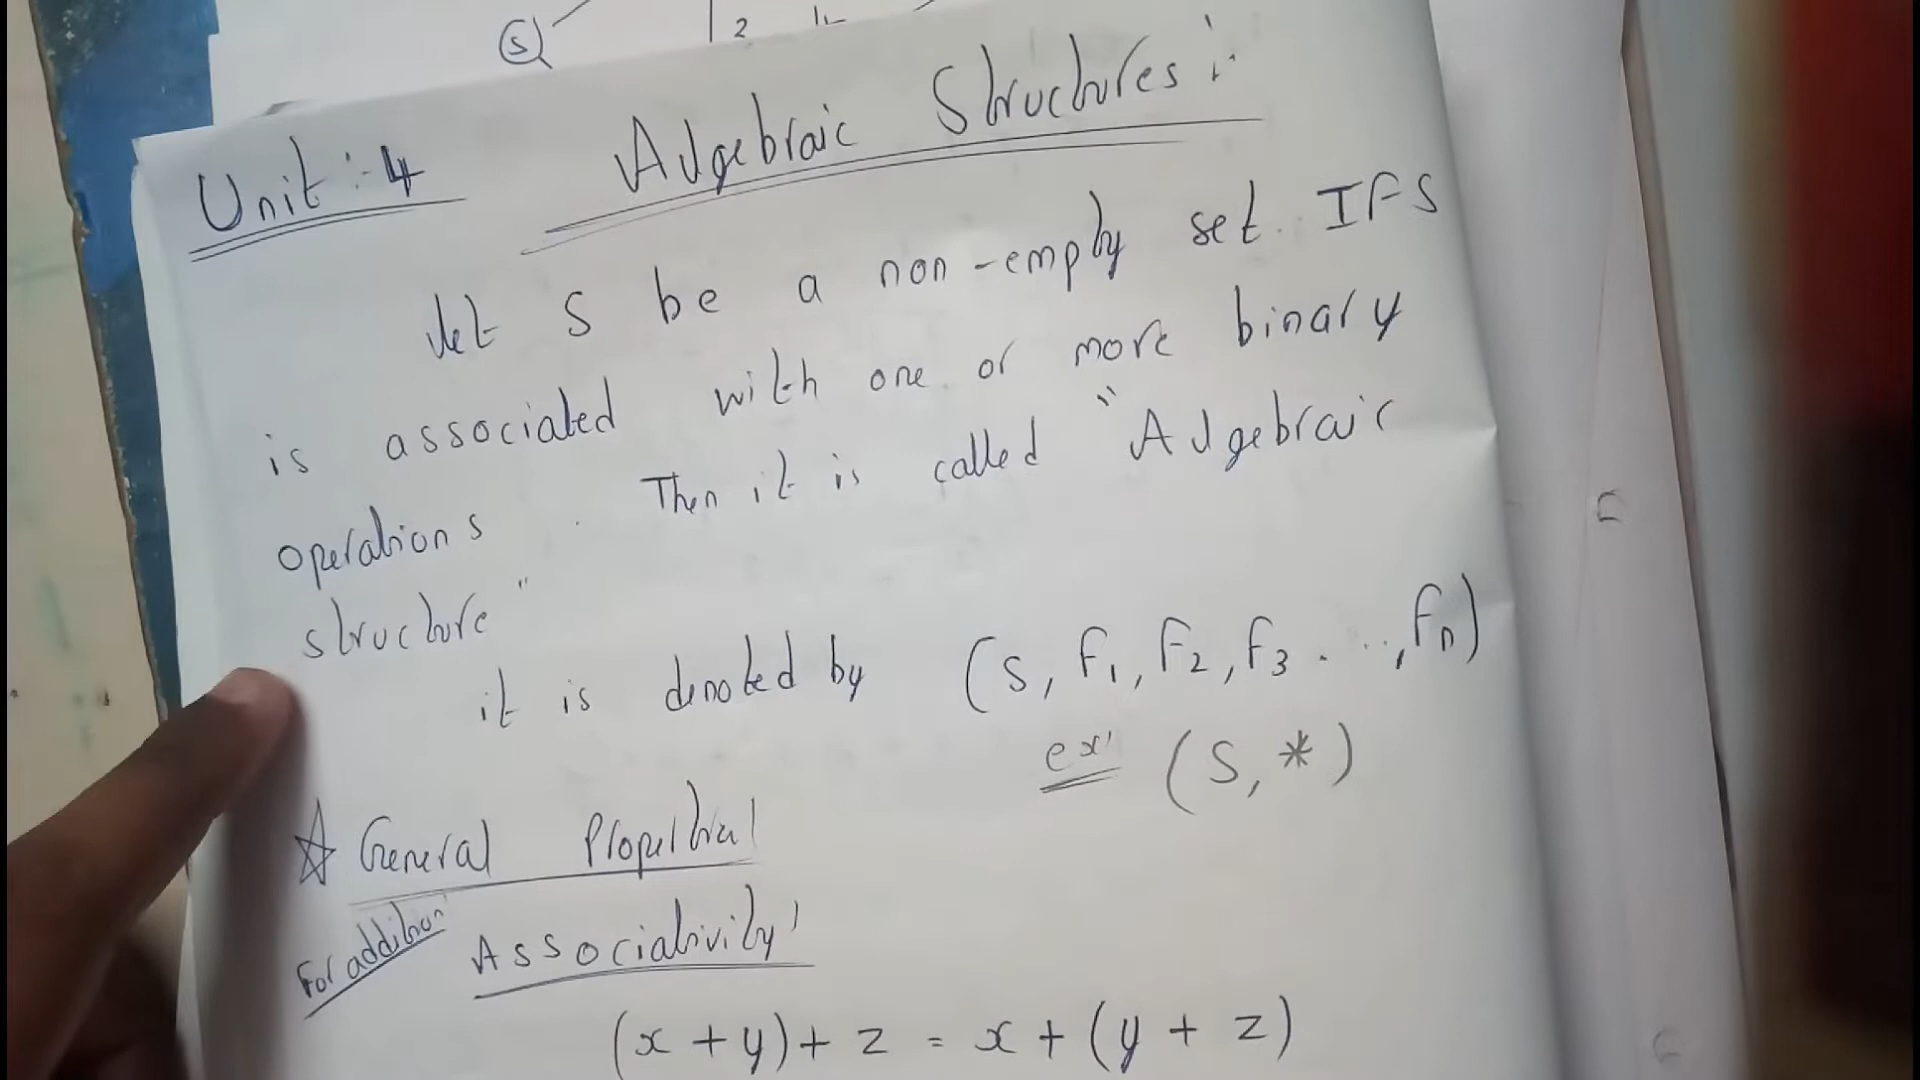 S
2
Unit :- 4 Algebraic Structures :-
Let S be a non-empty set. IF S
is associated with one or more binary
operations. Then it is called "Algebraic
structure"
it is denoted by (S, F1, F2, F3 . . . , Fn)
ex' (S, *)
☆ General
For addition Associativity'
(x + y) + z = x + (y + z)